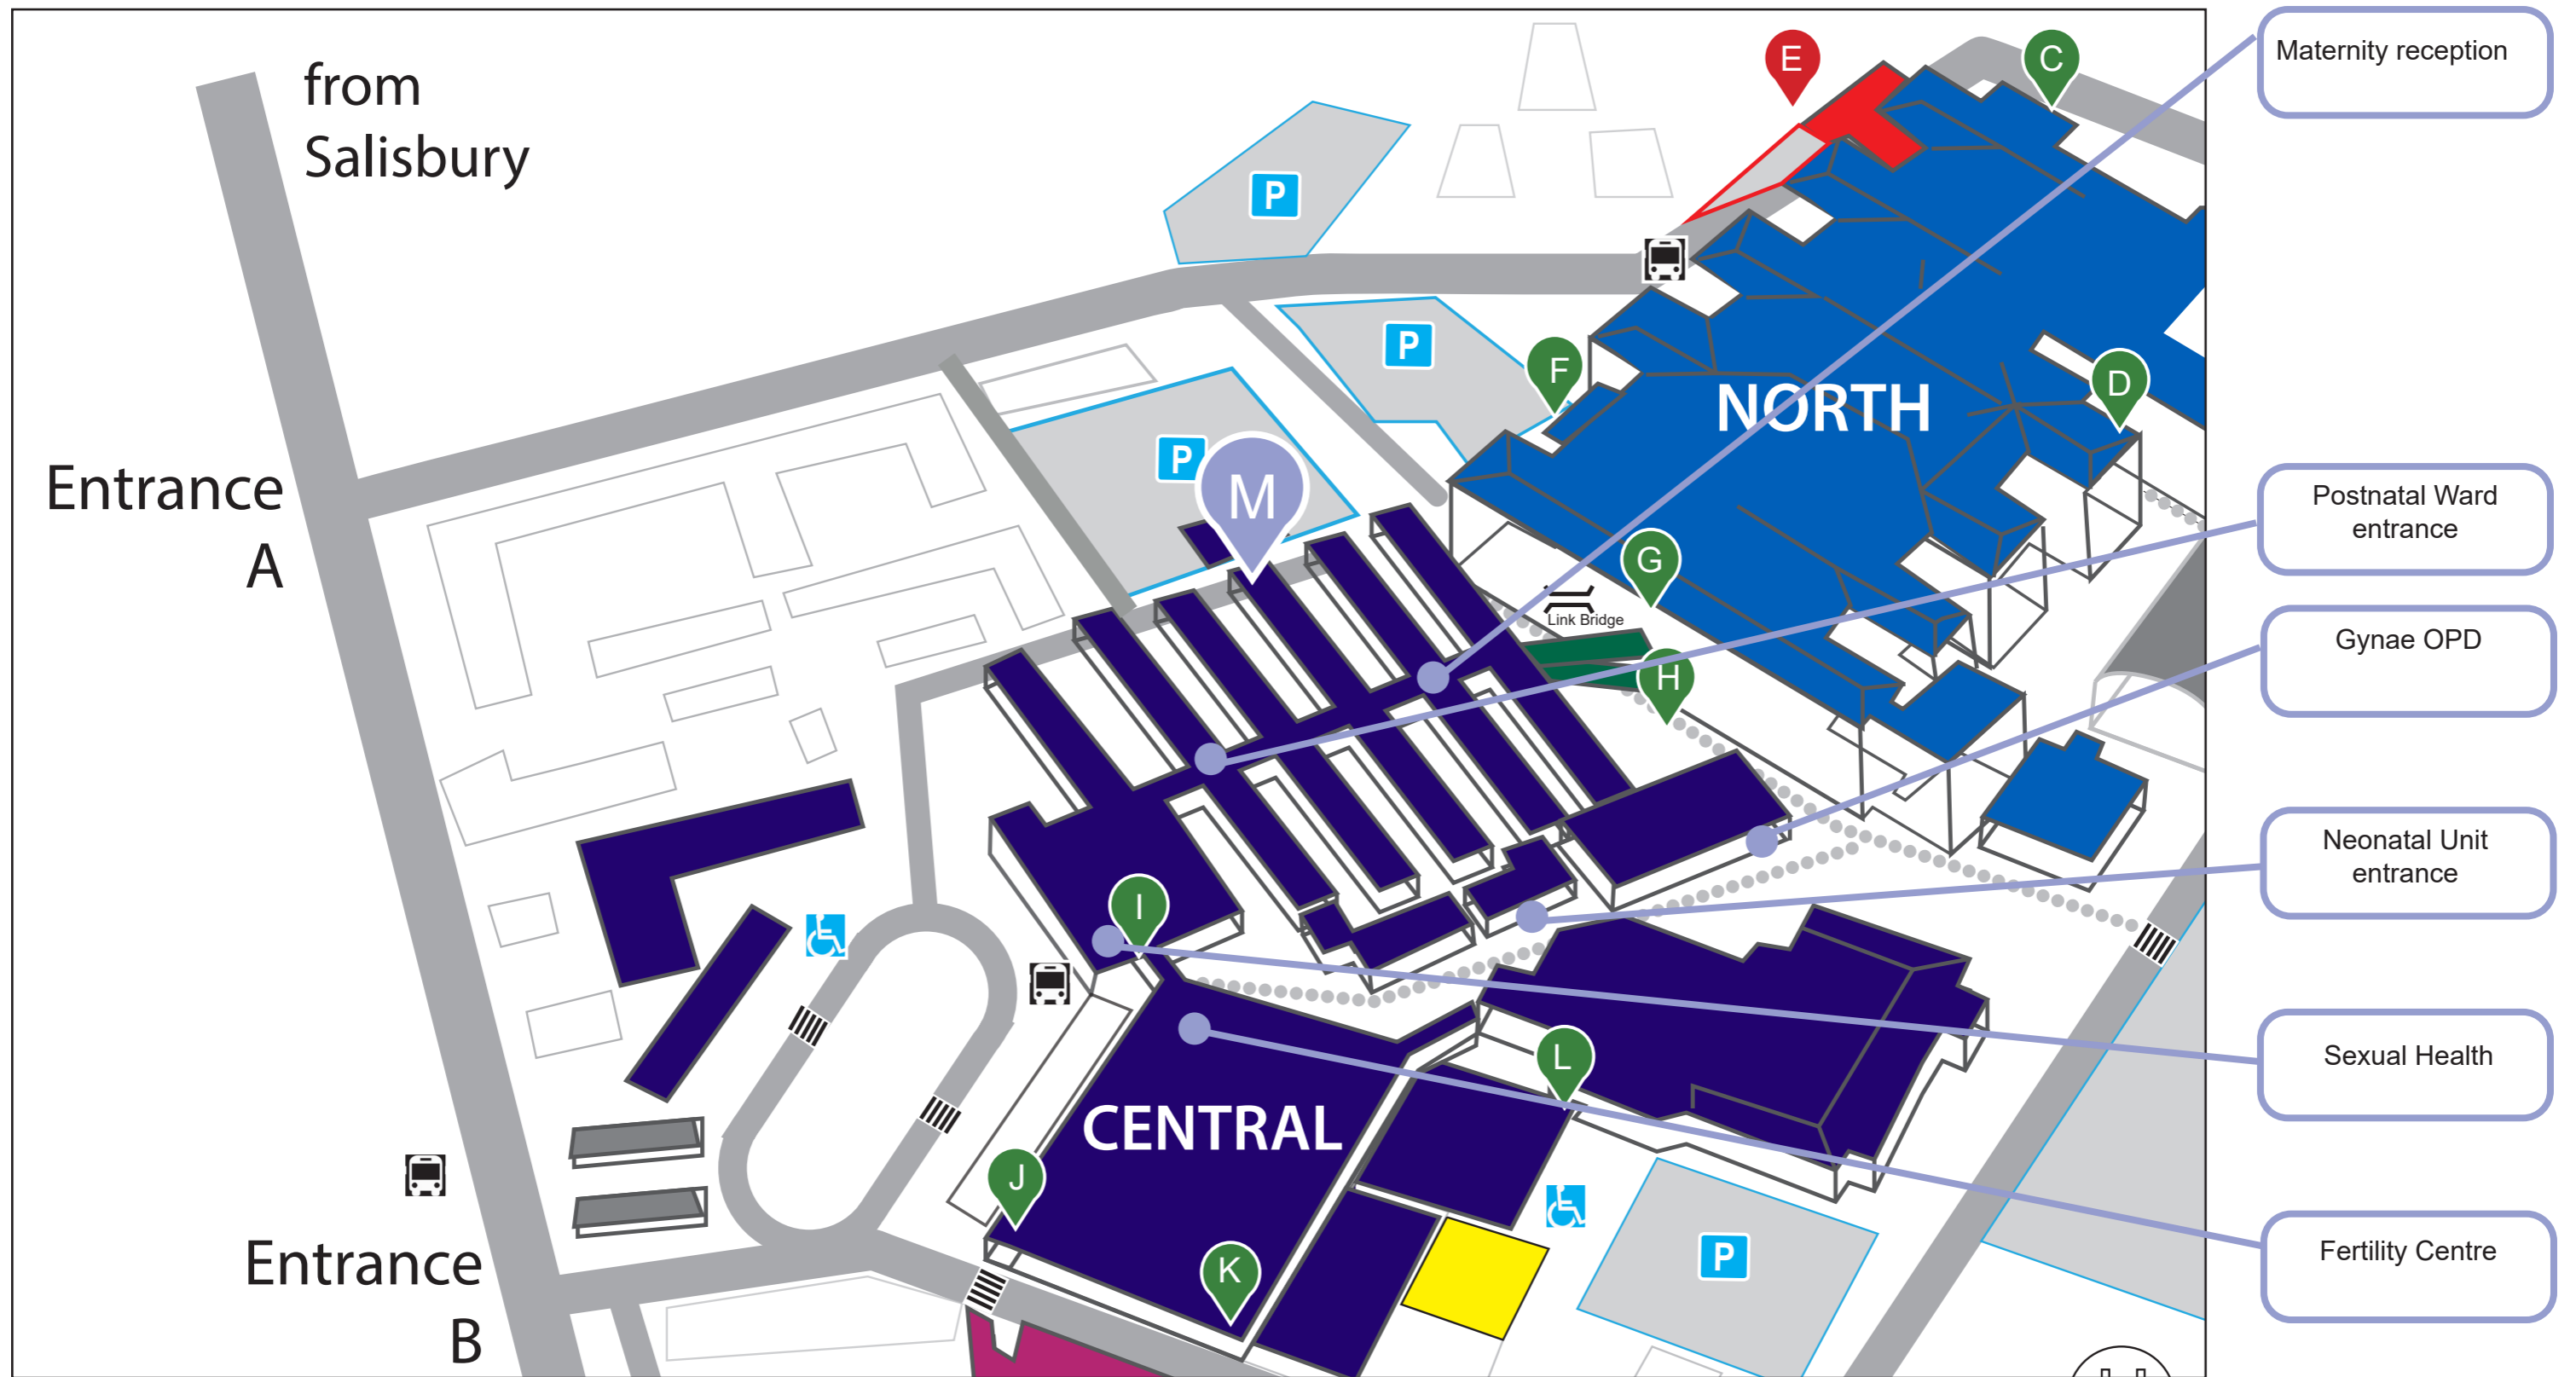 from
Salisbury
E
C
Maternity reception
P
P
F
D
NORTH
Entrance
A
P
M
Postnatal Ward
entrance
G
Link Bridge
H
Gynae OPD
Neonatal Unit
entrance
I
L
Sexual Health
CENTRAL
J
K
P
Entrance
B
Fertility Centre